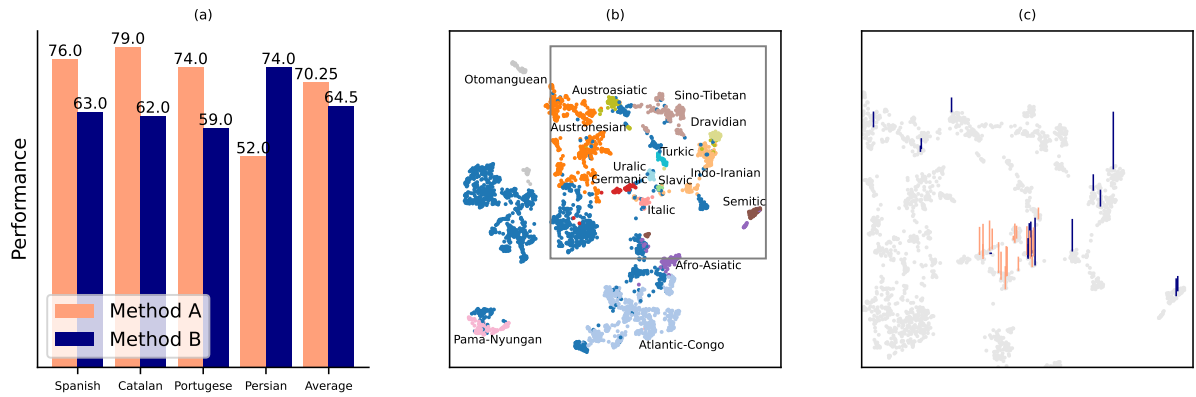 (a)
Performance
76.0
63.0
79.0
62.0
74.0
59.0
52.0
74.0
70.25
64.5
Method A
Method B
Spanish
Catalan
Portugese
Persian
Average
(b)
Otomanguean
Austroasiatic
Sino-Tibetan
Austronesian
Dravidian
Turkic
Uralic
Indo-Iranian
Germanic
Slavic
Semitic
Italic
Afro-Asiatic
Pama-Nyungan
Atlantic-Congo
(c)